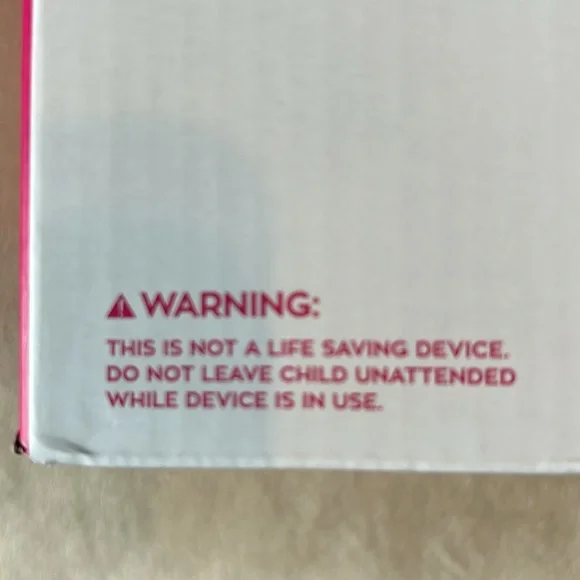 ⚠ WARNING:
THIS IS NOT A LIFE SAVING DEVICE.
DO NOT LEAVE CHILD UNATTENDED
WHILE DEVICE IS IN USE.